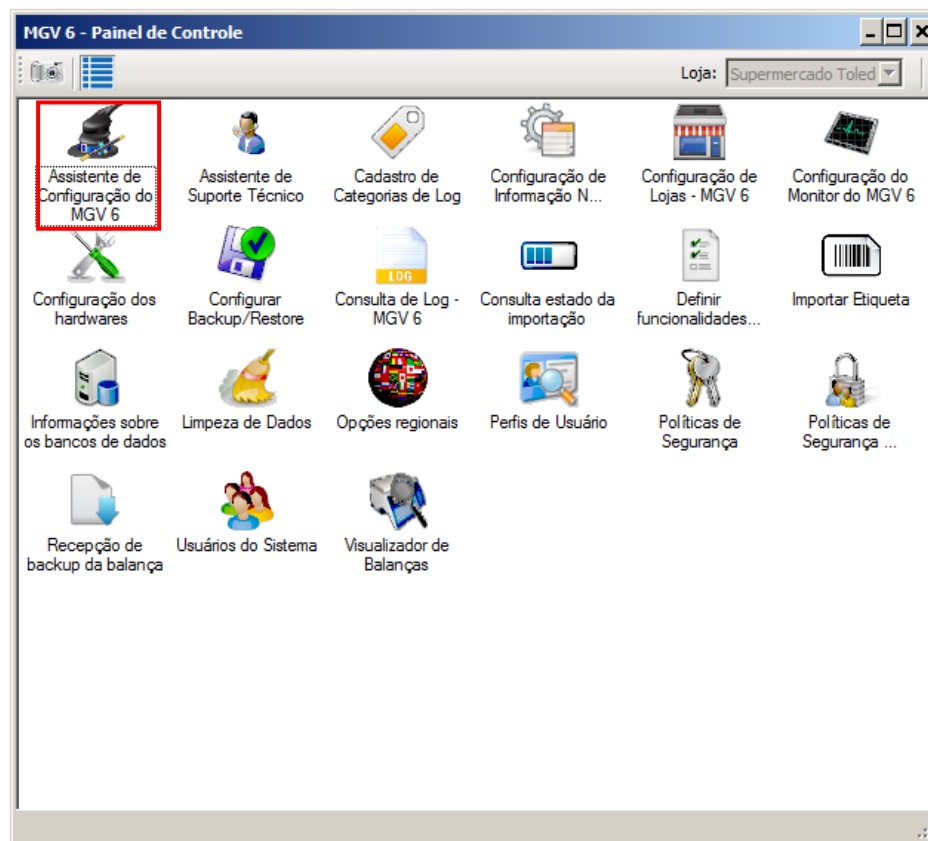 MGV 6 - Painel de Controle
Loja: Supermercado Toled
Assistente de
Configuração do
MGV 6
Assistente de
Suporte Técnico
Cadastro de
Categorias de Log
Configuração de
Informação N...
Configuração de
Lojas - MGV 6
Configuração do
Monitor do MGV 6
Configuração dos
hardwares
Configurar
Backup/Restore
LOG
Consulta de Log -
MGV 6
Consulta estado da
importação
Definir
funcionalidades...
Importar Etiqueta
Informações sobre
os bancos de dados
Limpeza de Dados
Opções regionais
Perfis de Usuário
Políticas de
Segurança
Políticas de
Segurança ...
Recepção de
backup da balança
Usuários do Sistema
Visualizador de
Balanças